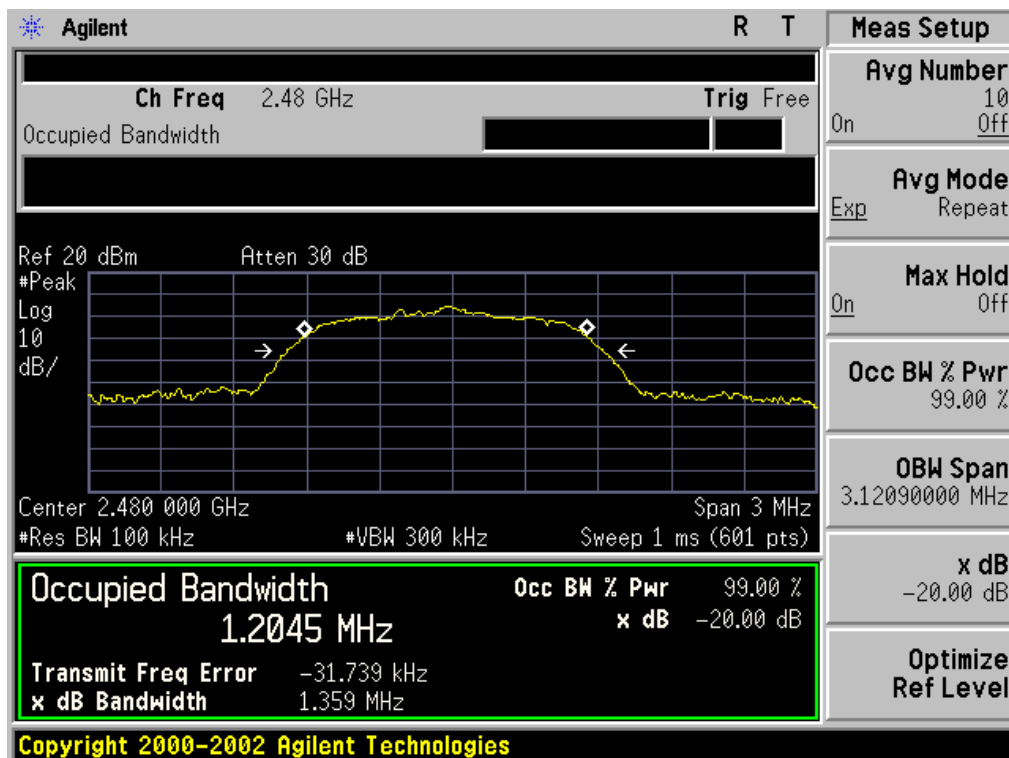 Agilent R T
Ch Freq 2.48 GHz Trig Free
Occupied Bandwidth
Ref 20 dBm Atten 30 dB
#Peak
Log
10
dB/
Center 2.480 000 GHz Span 3 MHz
#Res BW 100 kHz #VBW 300 kHz Sweep 1 ms (601 pts)
Occupied Bandwidth Occ BW % Pwr 99.00 %
1.2045 MHz x dB -20.00 dB
Transmit Freq Error -31.739 kHz
x dB Bandwidth 1.359 MHz
Copyright 2000-2002 Agilent Technologies
Meas Setup
Avg Number
10
On Off
Avg Mode
Exp Repeat
Max Hold
On Off
Occ BW % Pwr
99.00 %
OBW Span
3.12090000 MHz
x dB
-20.00 dB
Optimize
Ref Level